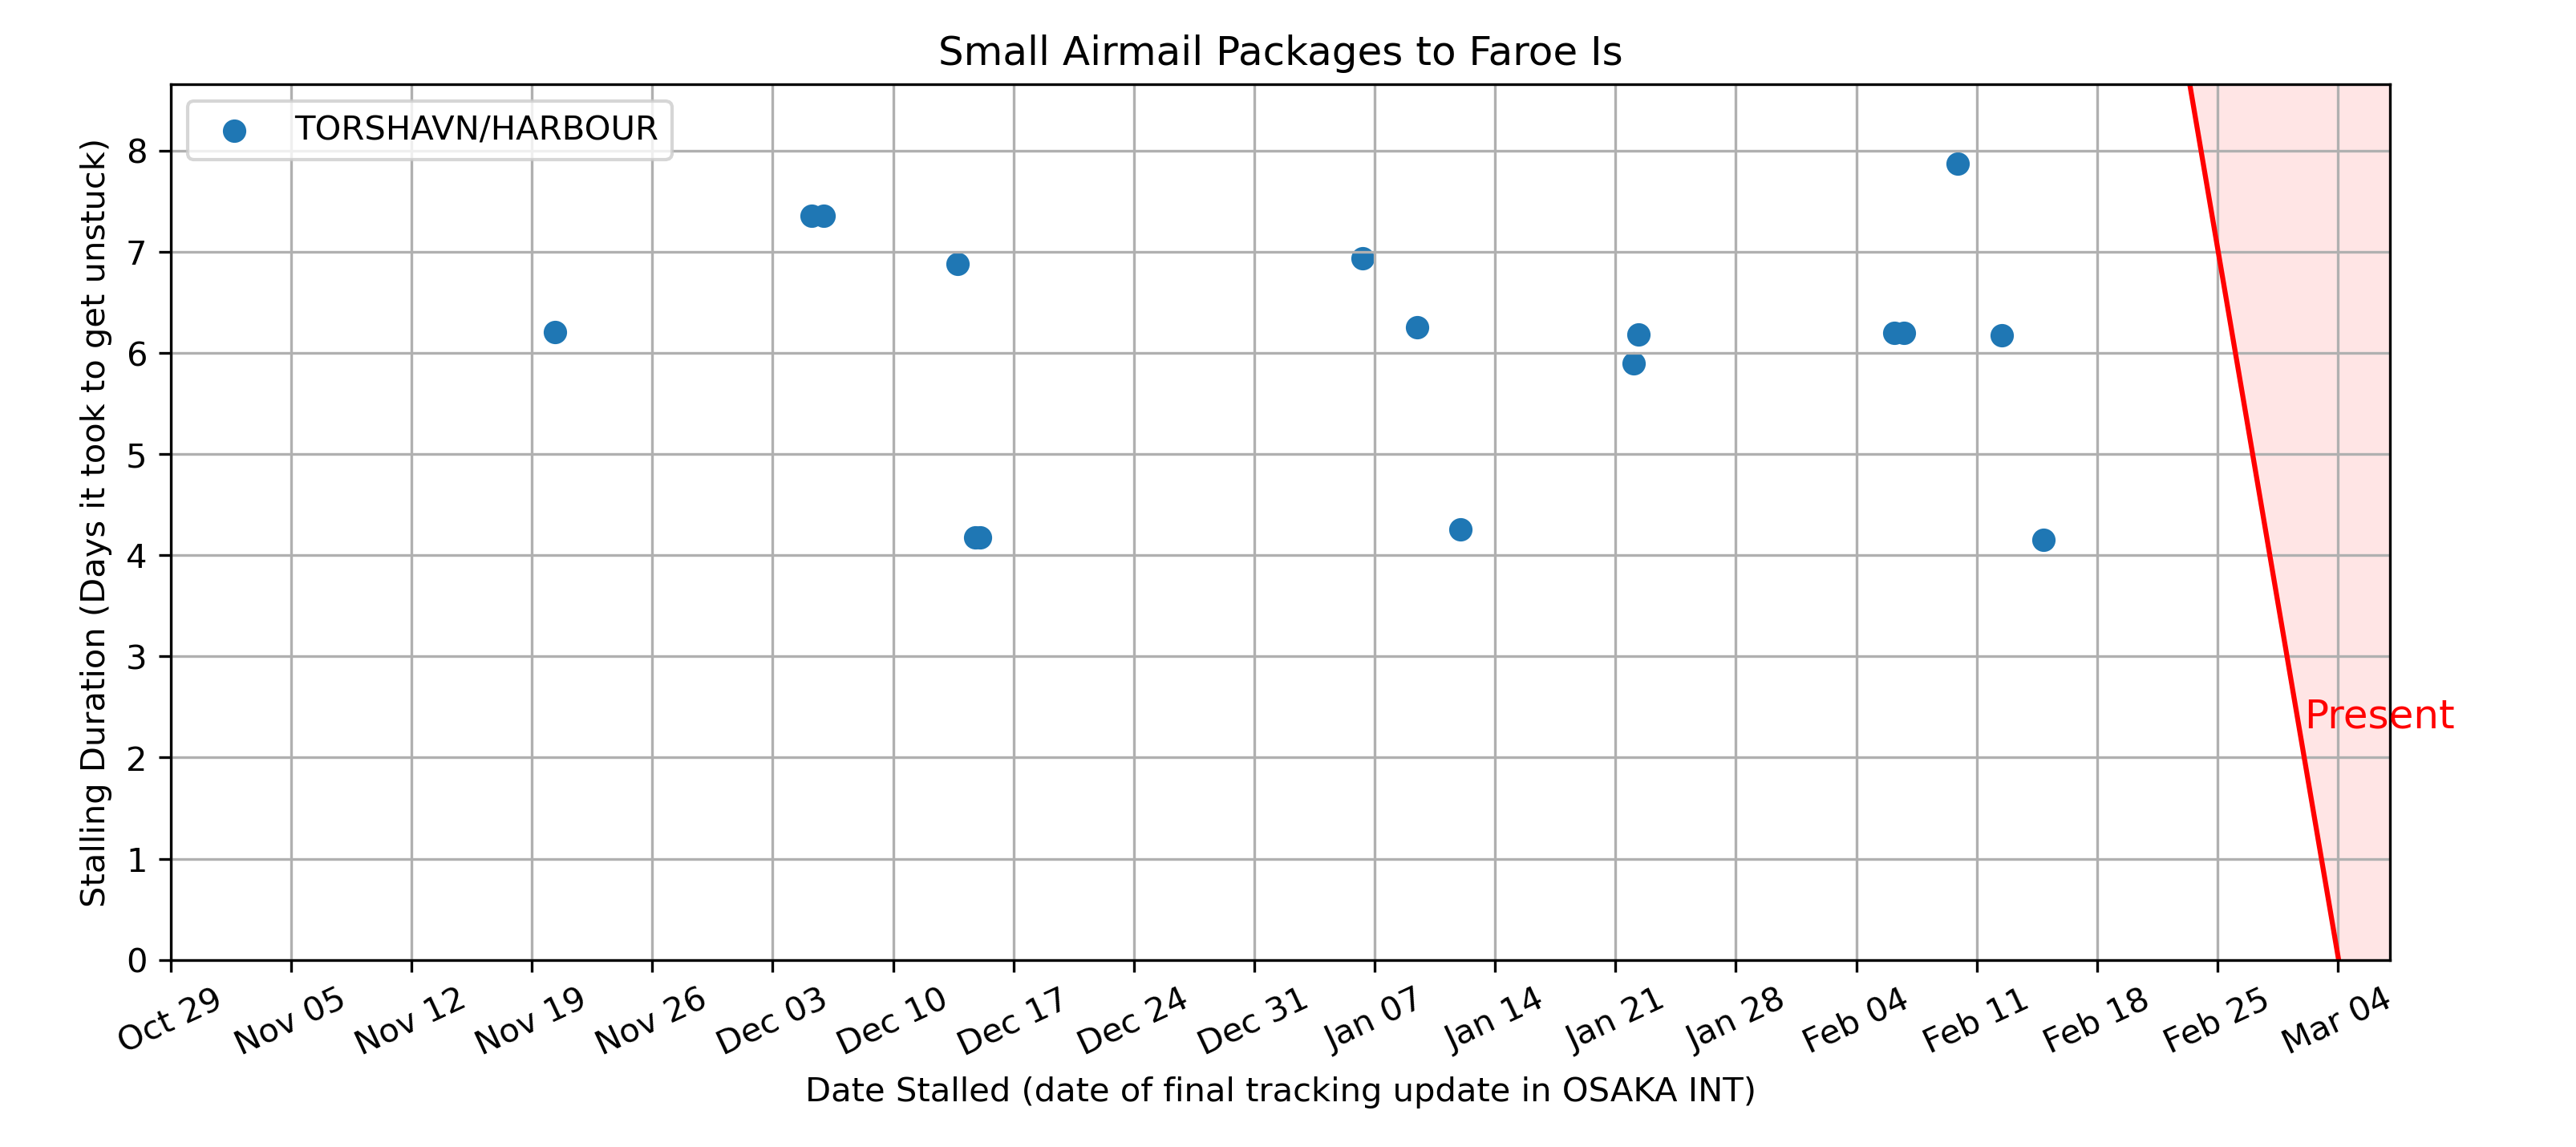 Small Airmail Packages to Faroe Is
TORSHAVN/HARBOUR
Stalling Duration (Days it took to get unstuck)
8
7
6
5
4
3
2
1
0
Present
Oct 29 Nov 05 Nov 12 Nov 19 Nov 26 Dec 03 Dec 10 Dec 17 Dec 24 Dec 31 Jan 07 Jan 14 Jan 21 Jan 28 Feb 04 Feb 11 Feb 18 Feb 25 Mar 04
Date Stalled (date of final tracking update in OSAKA INT)